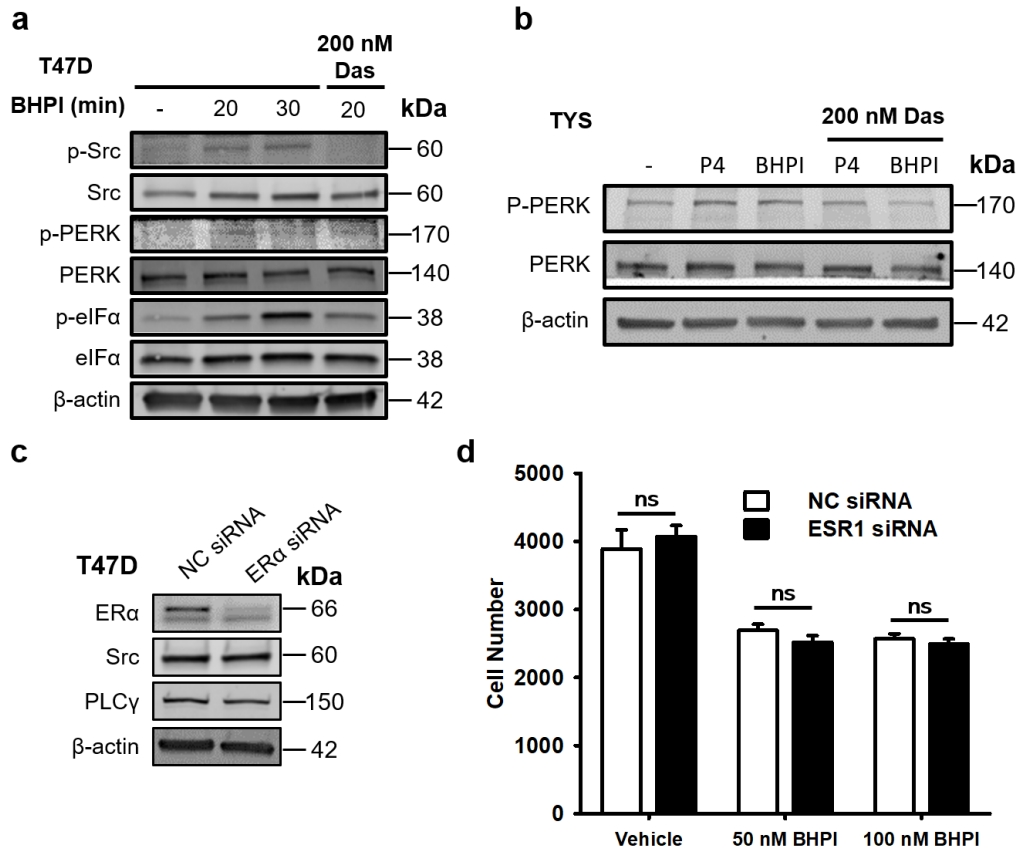 a
200 nM
Das
T47D
BHPI (min) - 20 30 20 kDa
p-Src 60
Src 60
p-PERK 170
PERK 140
p-eIFα 38
eIFα 38
β-actin 42
b
TYS 200 nM Das
- P4 BHPI P4 BHPI kDa
P-PERK 170
PERK 140
β-actin 42
c
T47D NC siRNA ERα siRNA kDa
ERα 66
Src 60
PLCγ 150
β-actin 42
d
Cell Number
5000
4000
3000
2000
1000
0
ns
ns
ns
NC siRNA
ESR1 siRNA
Vehicle 50 nM BHPI 100 nM BHPI